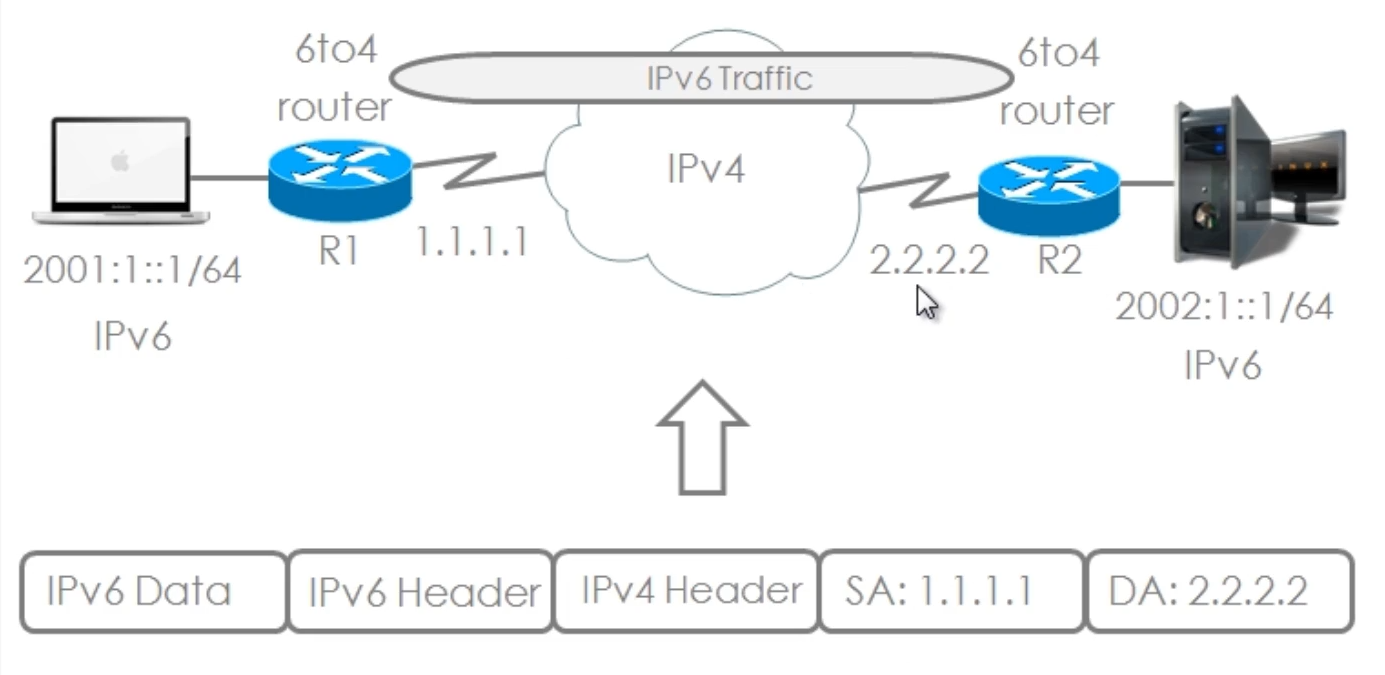 6to4
router
IPv6 Traffic
6to4
router
IPv4
R1
1.1.1.1
2.2.2.2
R2
2001:1::1/64
IPv6
2002:1::1/64
IPv6
IPv6 Data
IPv6 Header
IPv4 Header
SA: 1.1.1.1
DA: 2.2.2.2